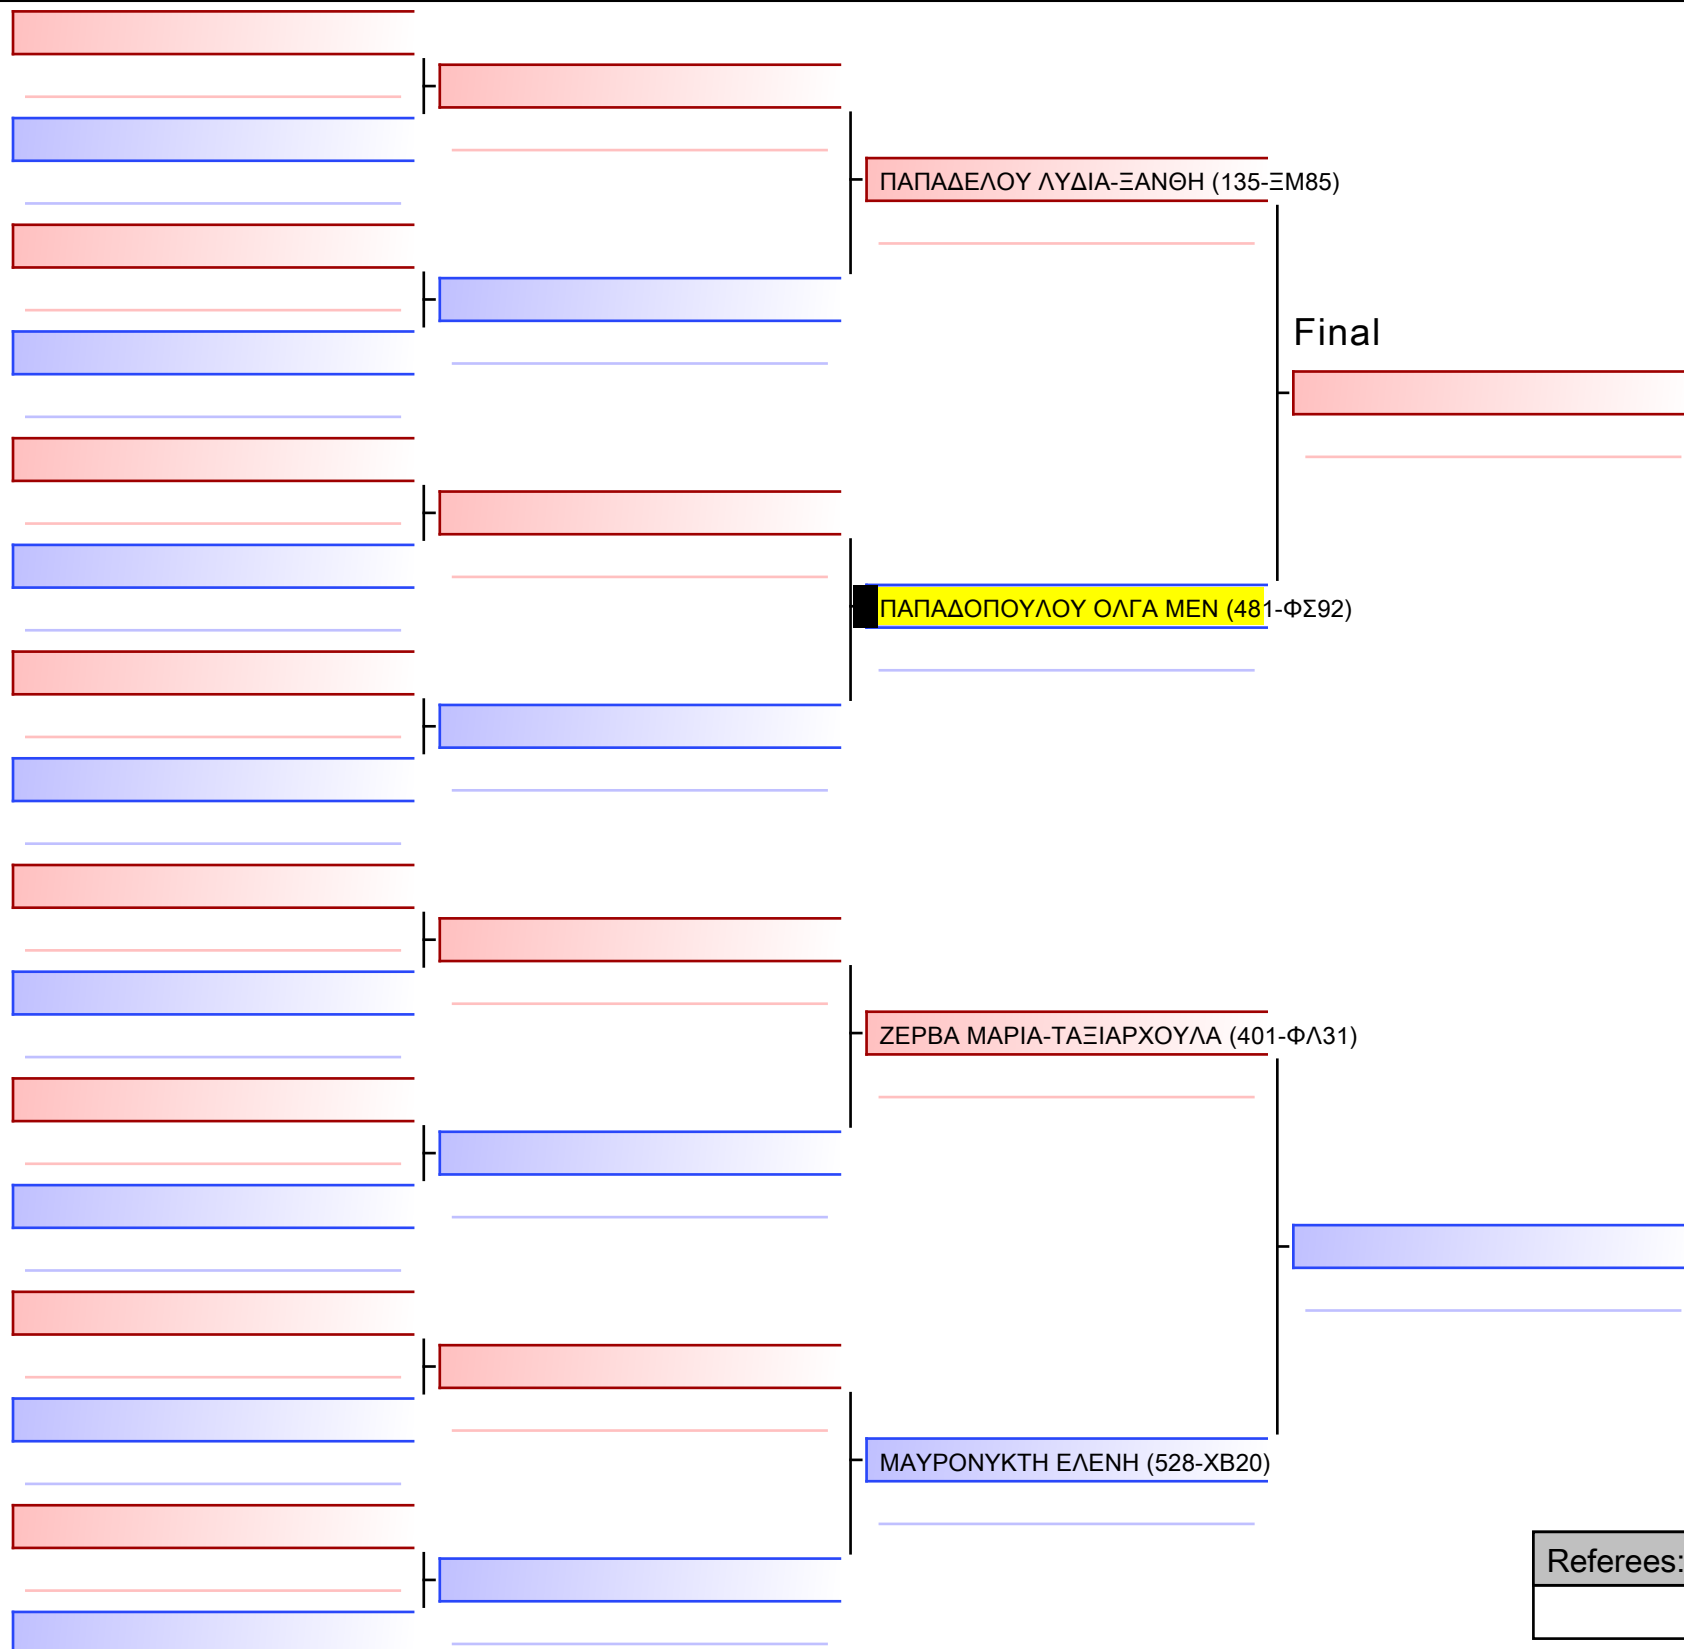 ΠΑΠΑΔΕΛΟΥ ΛΥΔΙΑ-ΞΑΝΘΗ (135-ΞΜ85)
Final
ΠΑΠΑΔΟΠΟΥΛΟΥ ΟΛΓΑ ΜΕΝ (481-ΦΣ92)
ΖΕΡΒΑ ΜΑΡΙΑ-ΤΑΞΙΑΡΧΟΥΛΑ (401-ΦΛ31)
ΜΑΥΡΟΝΥΚΤΗ ΕΛΕΝΗ (528-ΧΒ20)
Referees: